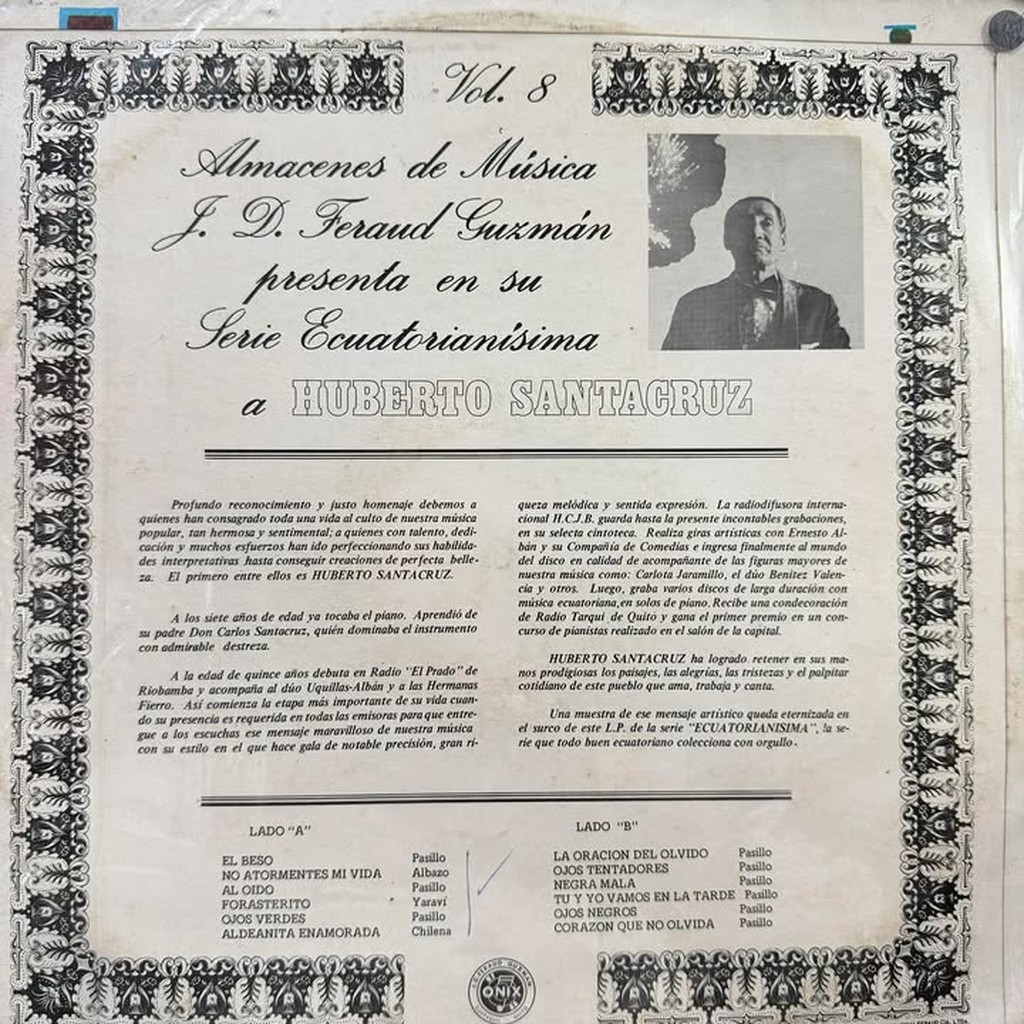 Vol. 8
Almacenes de Música
J. D. Feraud Guzmán
presenta en su
Serie Ecuatorianísima
a HUBERTO SANTACRUZ
Profundo reconocimiento y justo homenaje debemos a
quienes han consagrado toda una vida al culto de nuestra música
popular, tan hermosa y sentimental; a quienes con talento, dedi-
cación y muchos esfuerzos han ido perfeccionando sus habilida-
des interpretativas hasta conseguir creaciones de perfecta belle-
za. El primero entre ellos es HUBERTO SANTACRUZ.
A los siete años de edad ya tocaba el piano. Aprendió de
su padre Don Carlos Santacruz, quién dominaba el instrumento
con admirable destreza.
A la edad de quince años debuta en Radio "El Prado" de
Riobamba y acompaña al dúo Uquillas-Albán y a las Hermanas
Fierro. Así comienza la etapa más importante de su vida cuan-
do su presencia es requerida en todas las emisoras para que entre-
gue a los escuchas ese mensaje maravilloso de nuestra música
con su estilo en el que hace gala de notable precisión, gran ri-
queza melódica y sentida expresión. La radiodifusora interna-
cional H.C.J.B. guarda hasta la presente incontables grabaciones,
en su selecta cintoteca. Realiza giras artísticas con Ernesto Al-
bán y su Compañía de Comedias e ingresa finalmente al mundo
del disco en calidad de acompañante de las figuras mayores de
nuestra música como: Carlota Jaramillo, el dúo Benítez Valen-
cia y otros. Luego, graba varios discos de larga duración con
música ecuatoriana, en solos de piano. Recibe una condecoración
de Radio Tarqui de Quito y gana el primer premio en un con-
curso de pianistas realizado en el salón de la capital.
HUBERTO SANTACRUZ ha logrado retener en sus ma-
nos prodigiosos los paisajes, las alegrías, las tristezas y el palpitar
cotidiano de este pueblo que ama, trabaja y canta.
Una muestra de ese mensaje artístico queda eternizada en
el surco de este L.P. de la serie "ECUATORIANISIMA", la se-
rie que todo buen ecuatoriano colecciona con orgullo.
LADO "A"
EL BESO Pasillo
NO ATORMENTES MI VIDA Albazo
AL OIDO Pasillo
FORASTERITO Yaraví
OJOS VERDES Pasillo
ALDEANITA ENAMORADA Chilena
LADO "B"
LA ORACION DEL OLVIDO Pasillo
OJOS TENTADORES Pasillo
NEGRA MALA Pasillo
TU Y YO VAMOS EN LA TARDE Pasillo
OJOS NEGROS Pasillo
CORAZON QUE NO OLVIDA Pasillo
ONIX